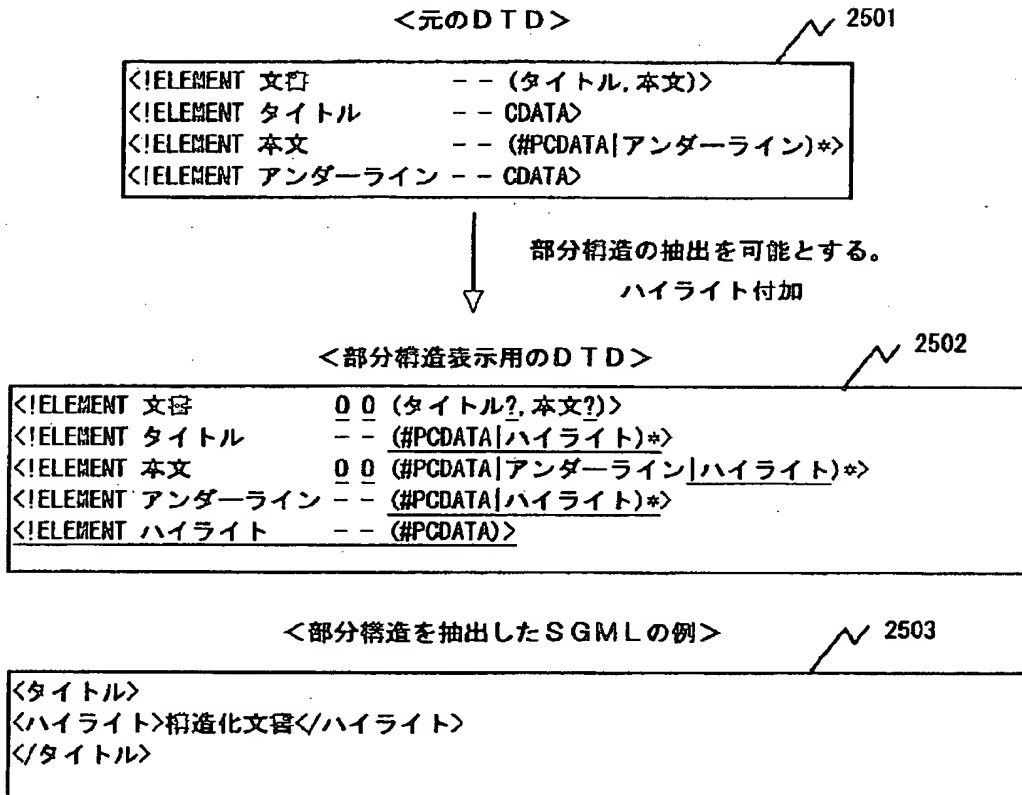 <元のDTD>
2501
<!ELEMENT 文書 - - (タイトル,本文)>
<!ELEMENT タイトル - - CDATA>
<!ELEMENT 本文 - - (#PCDATA|アンダーライン)*>
<!ELEMENT アンダーライン - - CDATA>
部分構造の抽出を可能とする。
ハイライト付加
<部分構造表示用のDTD>
2502
<!ELEMENT 文書 O O (タイトル?,本文?)>
<!ELEMENT タイトル - - (#PCDATA|ハイライト)*>
<!ELEMENT 本文 O O (#PCDATA|アンダーライン|ハイライト)*>
<!ELEMENT アンダーライン - - (#PCDATA|ハイライト)*>
<!ELEMENT ハイライト - - (#PCDATA)>
<部分構造を抽出したSGMLの例>
2503
<タイトル>
<ハイライト>構造化文書</ハイライト>
</タイトル>